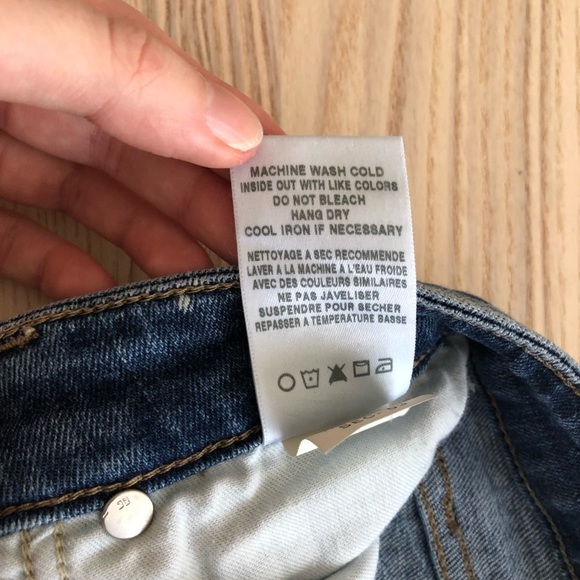 MACHINE WASH COLD
INSIDE OUT WITH LIKE COLORS
DO NOT BLEACH
HANG DRY
COOL IRON IF NECESSARY
NETTOYAGE A SEC RECOMMENDE
LAVER A LA MACHINE A L'EAU FROIDE
AVEC DES COULEURS SIMILAIRES
NE PAS JAVELISER
SUSPENDRE POUR SECHER
REPASSER A TEMPERATURE BASSE